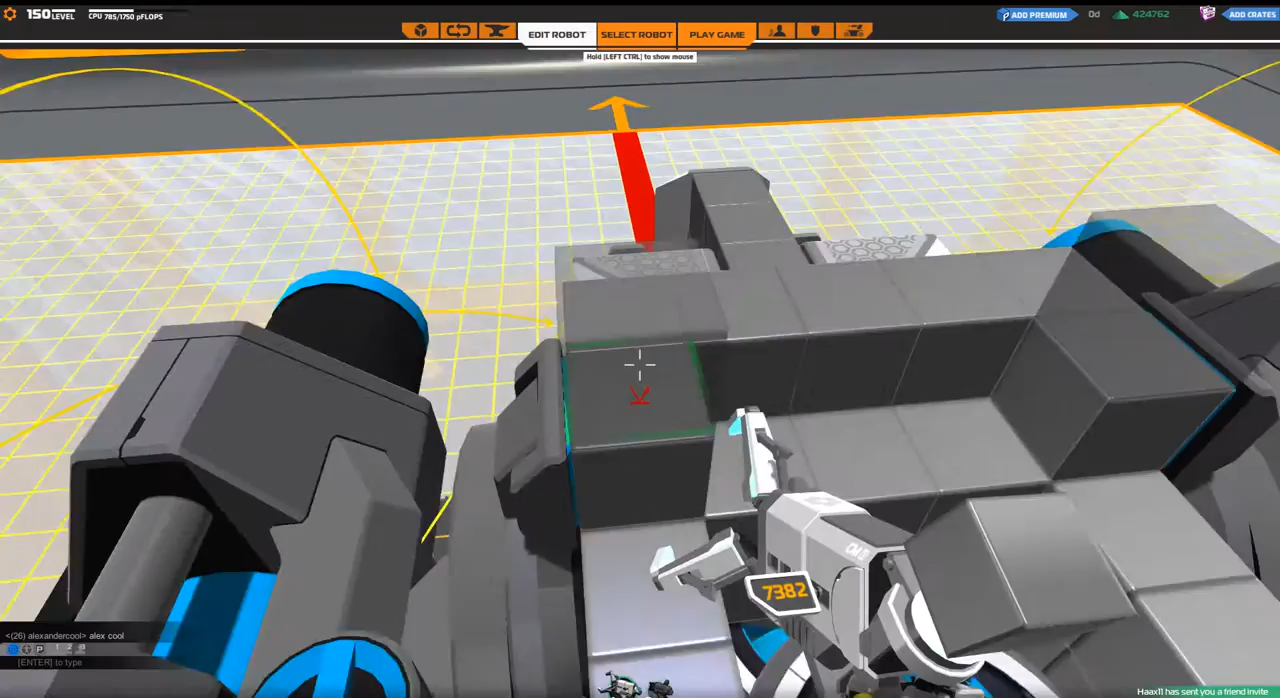 150 LEVEL
CPU 785/1750 pFLOPS
ADD PREMIUM
0d
424762
ADD CRATES
EDIT ROBOT
SELECT ROBOT
PLAY GAME
Hold [LEFT CTRL] to show mouse
7382
<(26) alexandercool> alex cool
P 1 2
[ENTER] to type
Haax11 has sent you a friend invite